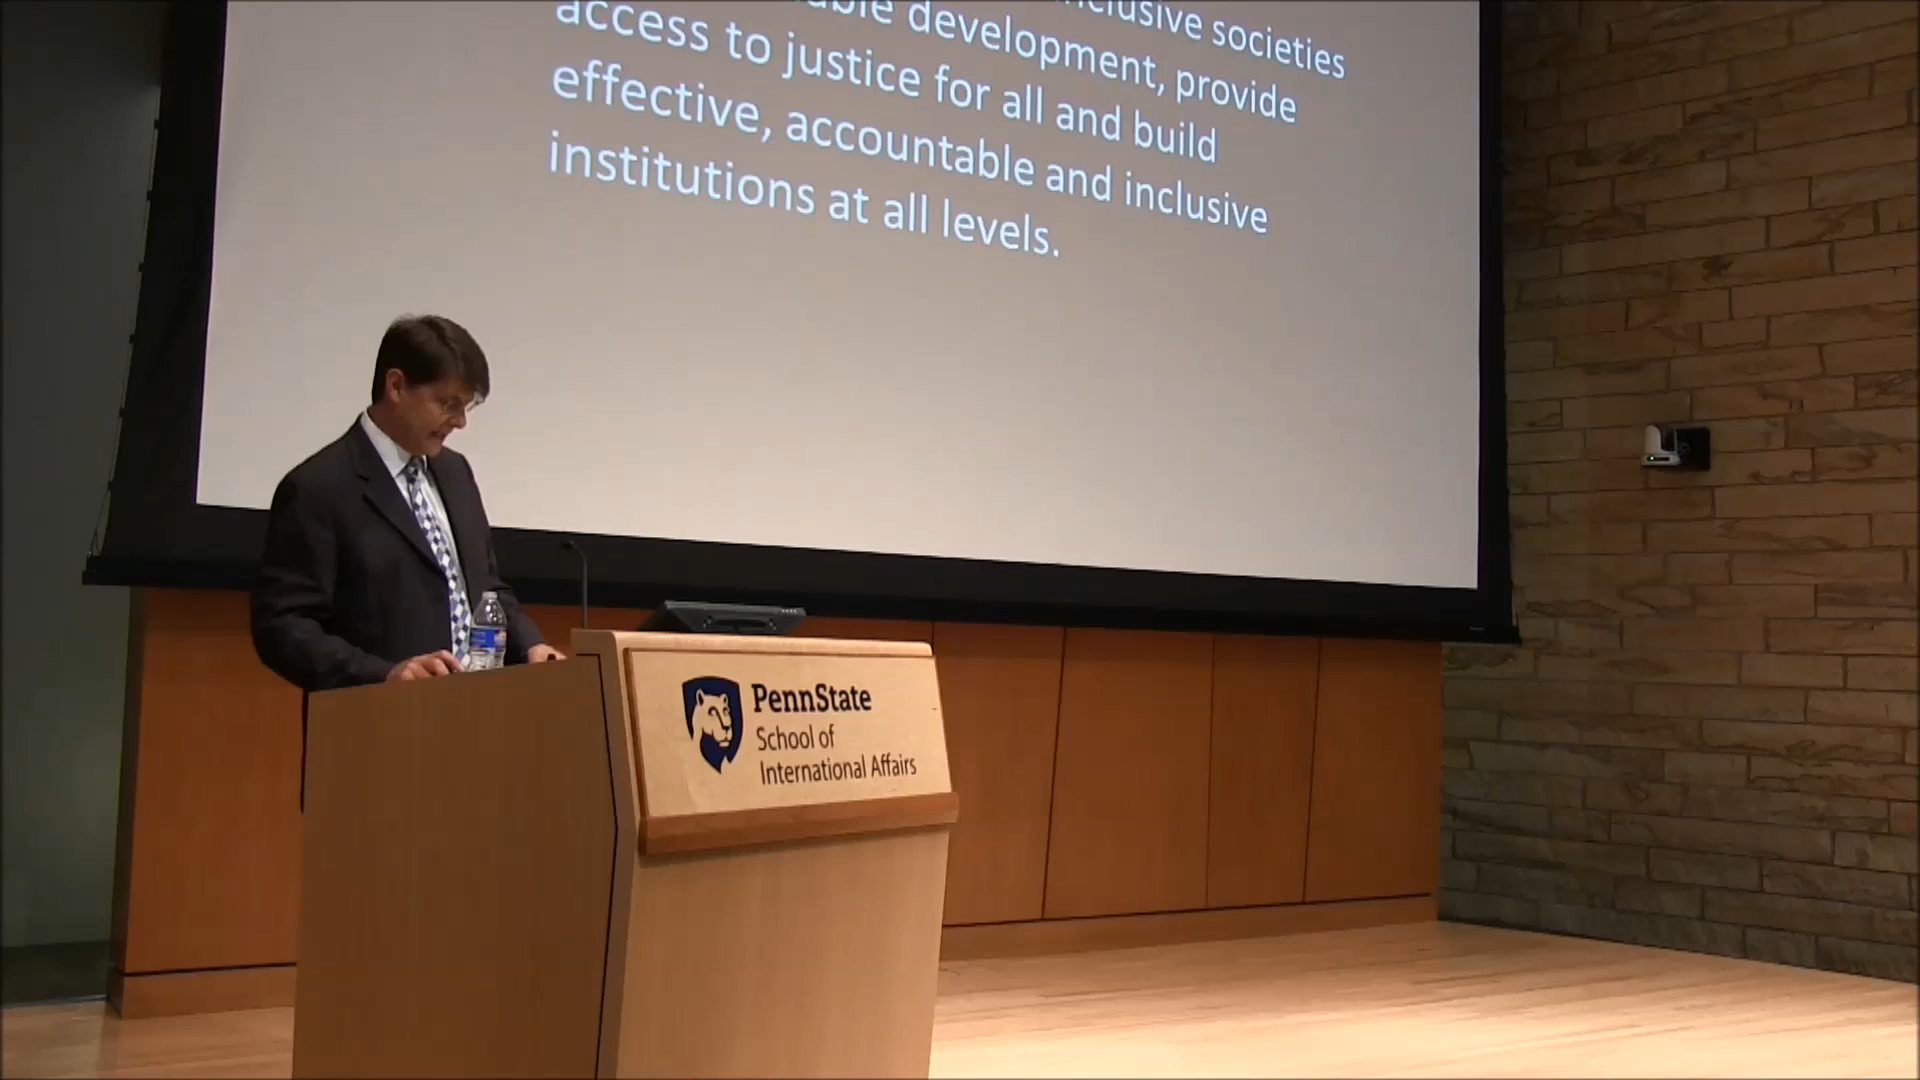 inclusive societies
development, provide
access to justice for all and build
effective, accountable and inclusive
institutions at all levels.
PennState
School of
International Affairs